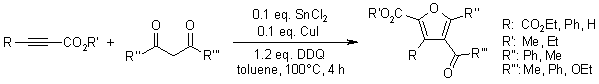 R CO₂R' + R" O O R"' 0.1 eq. SnCl₂ R'O₂C O R" R: CO₂Et, Ph, H
0.1 eq. CuI R': Me, Et
1.2 eq. DDQ R R"' O R": Ph, Me
toluene, 100°C, 4 h R"':Me, Ph, OEt